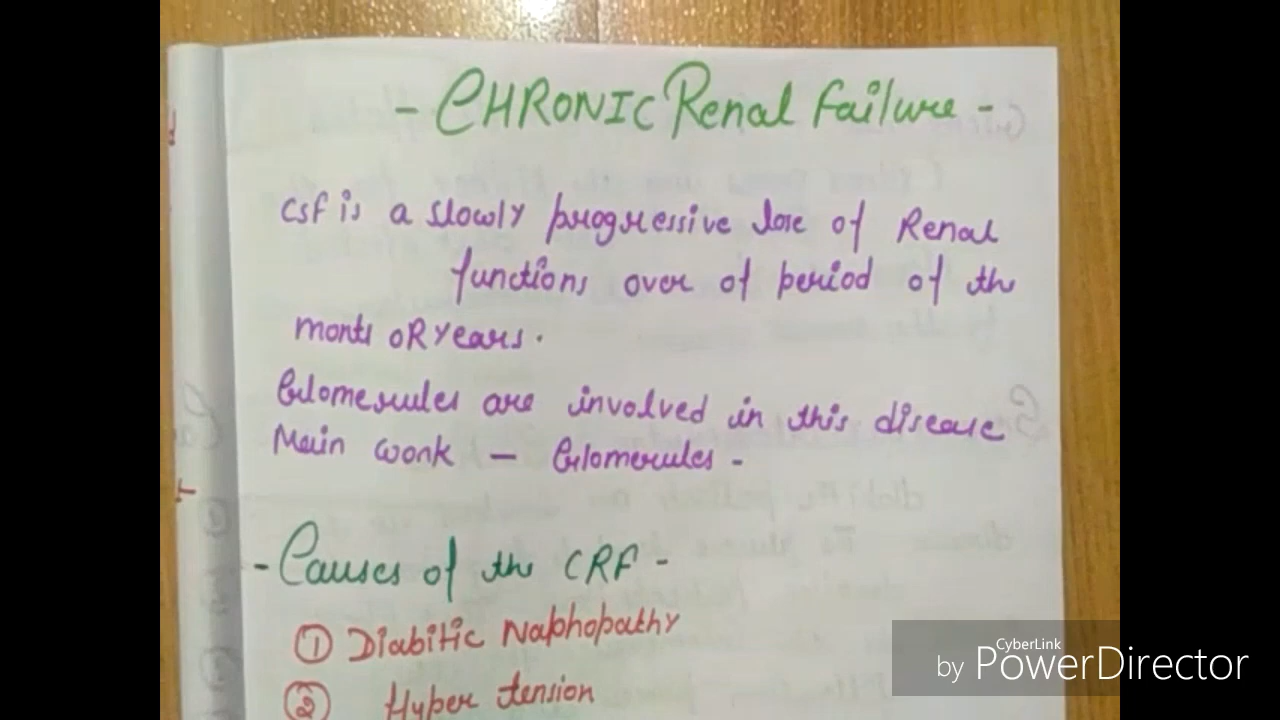 - CHRONIC Renal failure -
CSF is a slowly progressive lose of Renal
functions over of period of the
monts OR years.
Glomerules are involved in this disease
Main work — Glomerules -
- Causes of the CRF -
① Diabitic Naphopathy
② Hyper tension
CyberLink
by PowerDirector